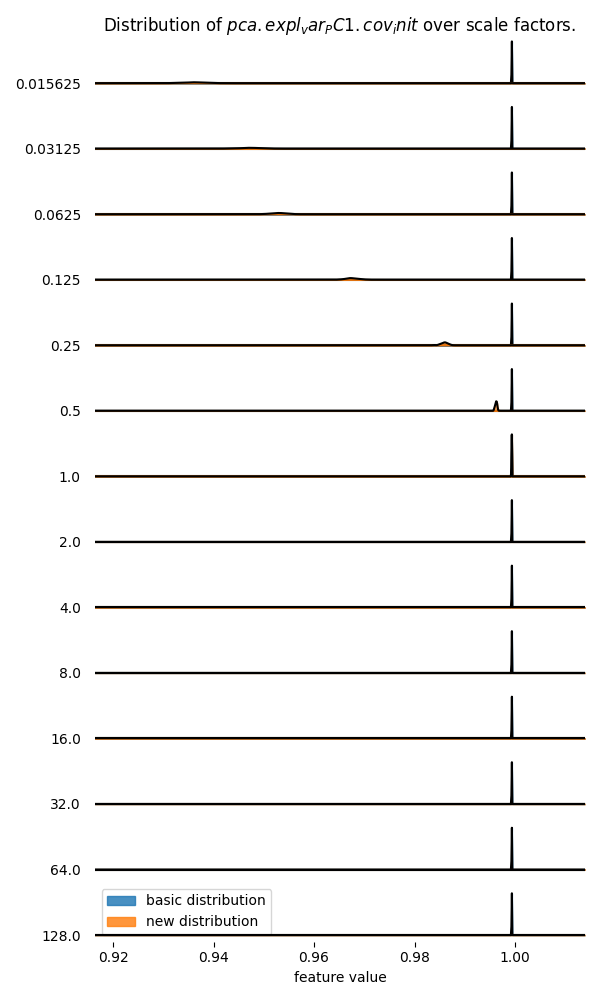 Distribution of pca.expl_var_PC1.cov_init over scale factors.
0.015625
0.03125
0.0625
0.125
0.25
0.5
1.0
2.0
4.0
8.0
16.0
32.0
64.0
128.0
basic distribution
new distribution
0.92 0.94 0.96 0.98 1.00
feature value